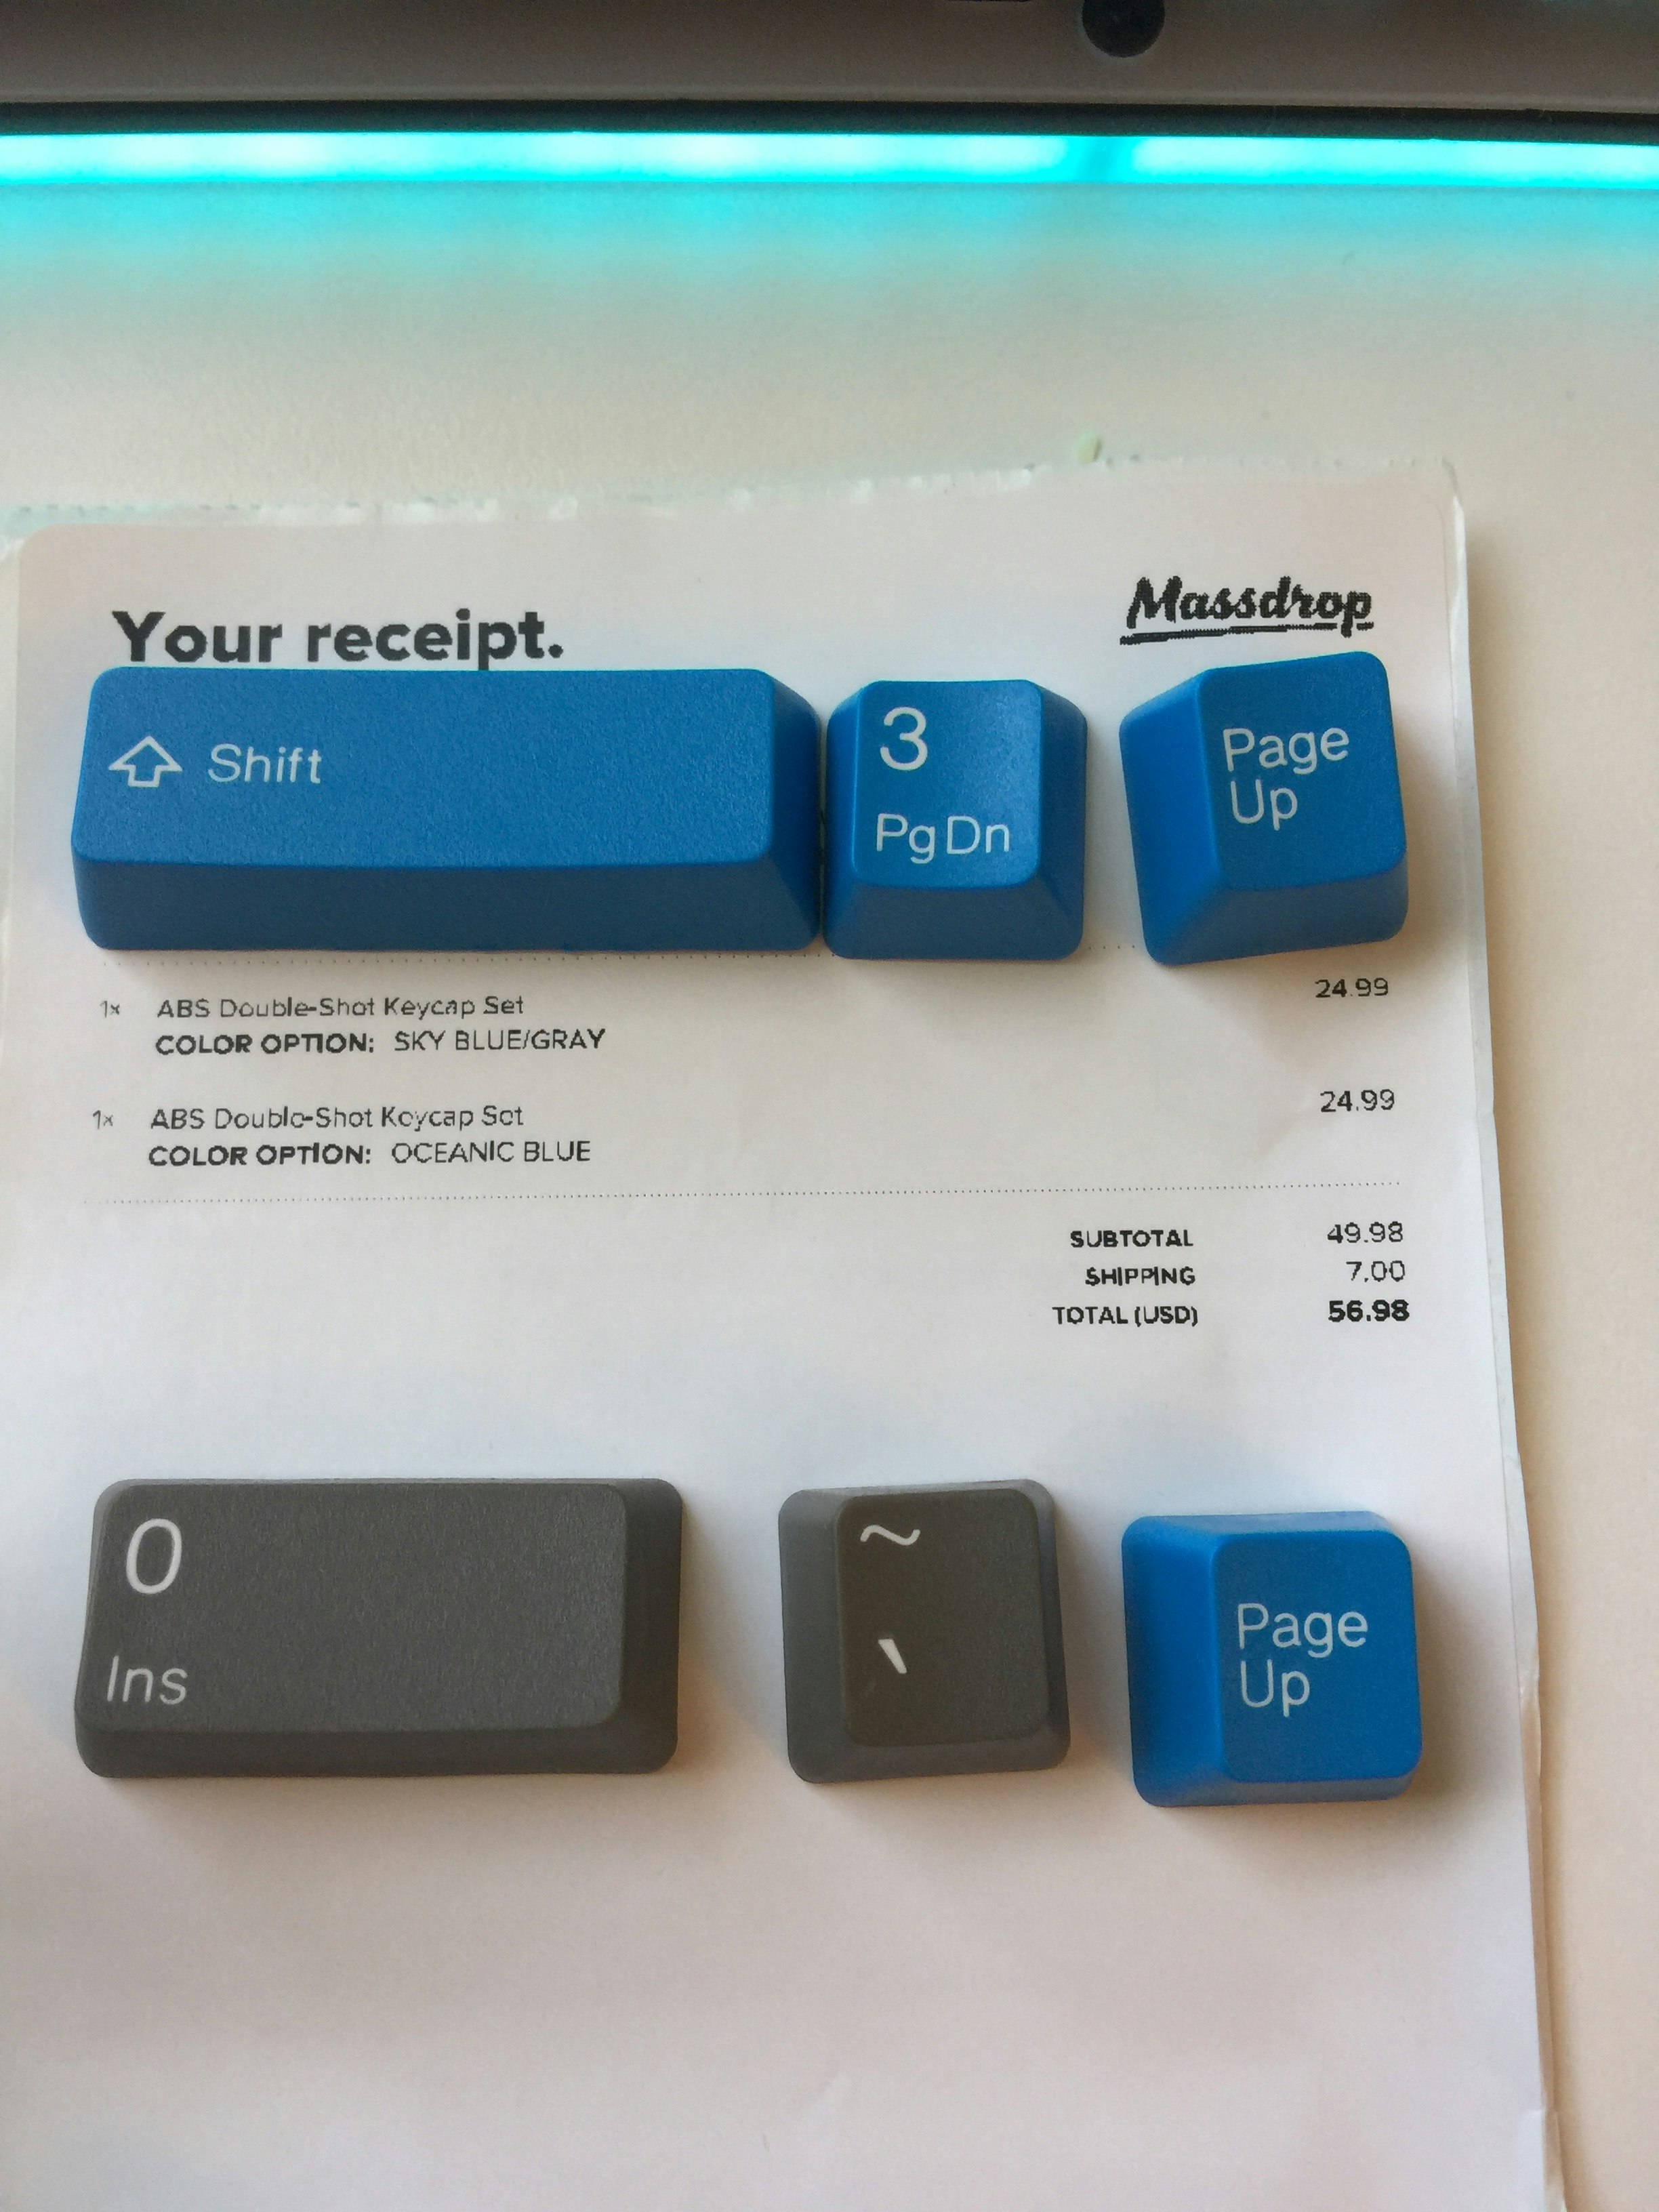 Your receipt.
Massdrop
Shift
3
PgDn
Page
Up
1x ABS Double-Shot Keycap Set 24.99
COLOR OPTION: SKY BLUE/GRAY
1x ABS Double-Shot Keycap Set 24.99
COLOR OPTION: OCEANIC BLUE
SUBTOTAL 49.98
SHIPPING 7.00
TOTAL (USD) 56.98
0
Ins
~
`
Page
Up